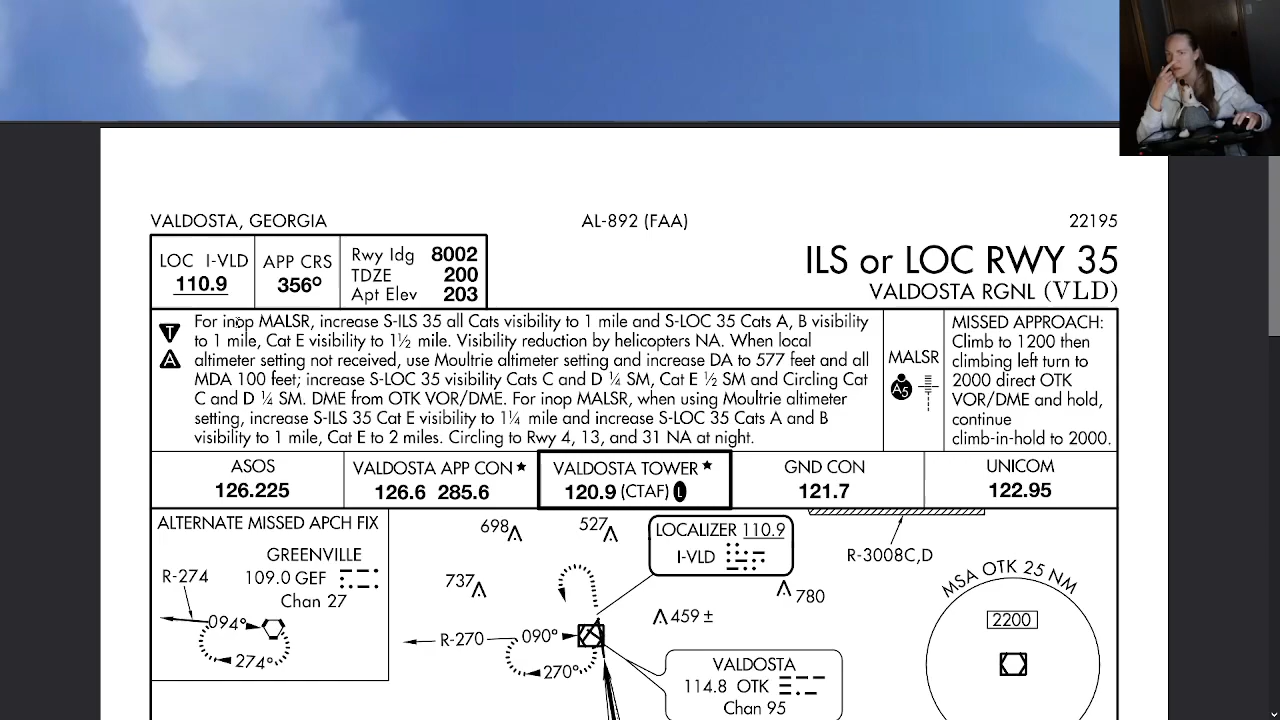 VALDOSTA, GEORGIA
AL-892 (FAA)
22195
LOC I-VLD
110.9
APP CRS
356°
Rwy Idg 8002
TDZE 200
Apt Elev 203
ILS or LOC RWY 35
VALDOSTA RGNL (VLD)
T
A
For inop MALSR, increase S-ILS 35 all Cats visibility to 1 mile and S-LOC 35 Cats A, B visibility
to 1 mile, Cat E visibility to 1½ mile. Visibility reduction by helicopters NA. When local
altimeter setting not received, use Moultrie altimeter setting and increase DA to 577 feet and all
MDA 100 feet; increase S-LOC 35 visibility Cats C and D ¼ SM, Cat E ½ SM and Circling Cat
C and D ¼ SM. DME from OTK VOR/DME. For inop MALSR, when using Moultrie altimeter
setting, increase S-ILS 35 Cat E visibility to 1¼ mile and increase S-LOC 35 Cats A and B
visibility to 1 mile, Cat E to 2 miles. Circling to Rwy 4, 13, and 31 NA at night.
MALSR
A5
MISSED APPROACH:
Climb to 1200 then
climbing left turn to
2000 direct OTK
VOR/DME and hold,
continue
climb-in-hold to 2000.
ASOS
126.225
VALDOSTA APP CON★
126.6 285.6
VALDOSTA TOWER★
120.9 (CTAF) L
GND CON
121.7
UNICOM
122.95
ALTERNATE MISSED APCH FIX
GREENVILLE
109.0 GEF
Chan 27
R-274
094°
274°
698
527
737
LOCALIZER 110.9
I-VLD
780
459 ±
R-3008C,D
R-270
090°
270°
VALDOSTA
114.8 OTK
Chan 95
MSA OTK 25 NM
2200